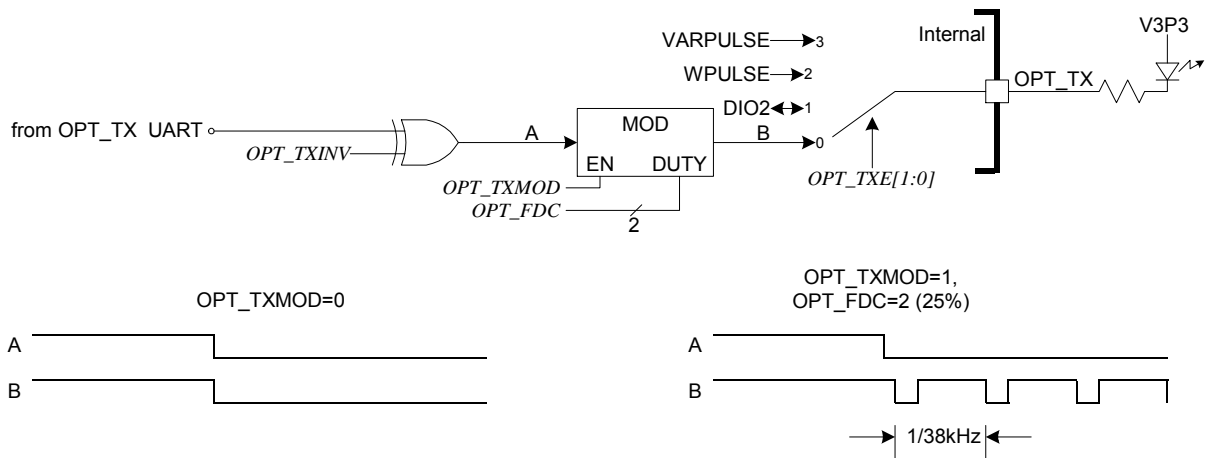 VARPULSE 3
Internal
V3P3
WPULSE 2
OPT_TX
DIO2 1
from OPT_TX UART
A
MOD
B
0
OPT_TXINV
EN DUTY
OPT_TXMOD
OPT_FDC
2
OPT_TXE[1:0]
OPT_TXMOD=0
OPT_TXMOD=1,
OPT_FDC=2 (25%)
A
B
A
B
1/38kHz